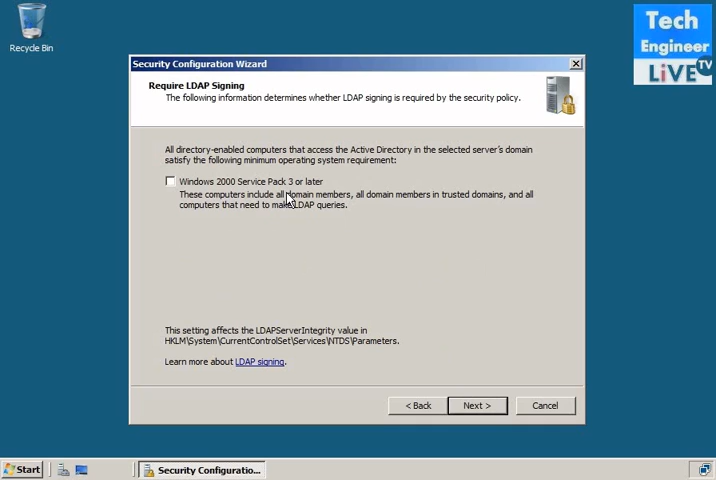 Recycle Bin
Tech
Engineer
LiVE TV
Security Configuration Wizard
Require LDAP Signing
The following information determines whether LDAP signing is required by the security policy.
All directory-enabled computers that access the Active Directory in the selected server's domain
satisfy the following minimum operating system requirement:
Windows 2000 Service Pack 3 or later
These computers include all domain members, all domain members in trusted domains, and all
computers that need to make LDAP queries.
This setting affects the LDAPServerIntegrity value in
HKLM\System\CurrentControlSet\Services\NTDS\Parameters.
Learn more about LDAP signing.
< Back
Next >
Cancel
Start
Security Configuratio...